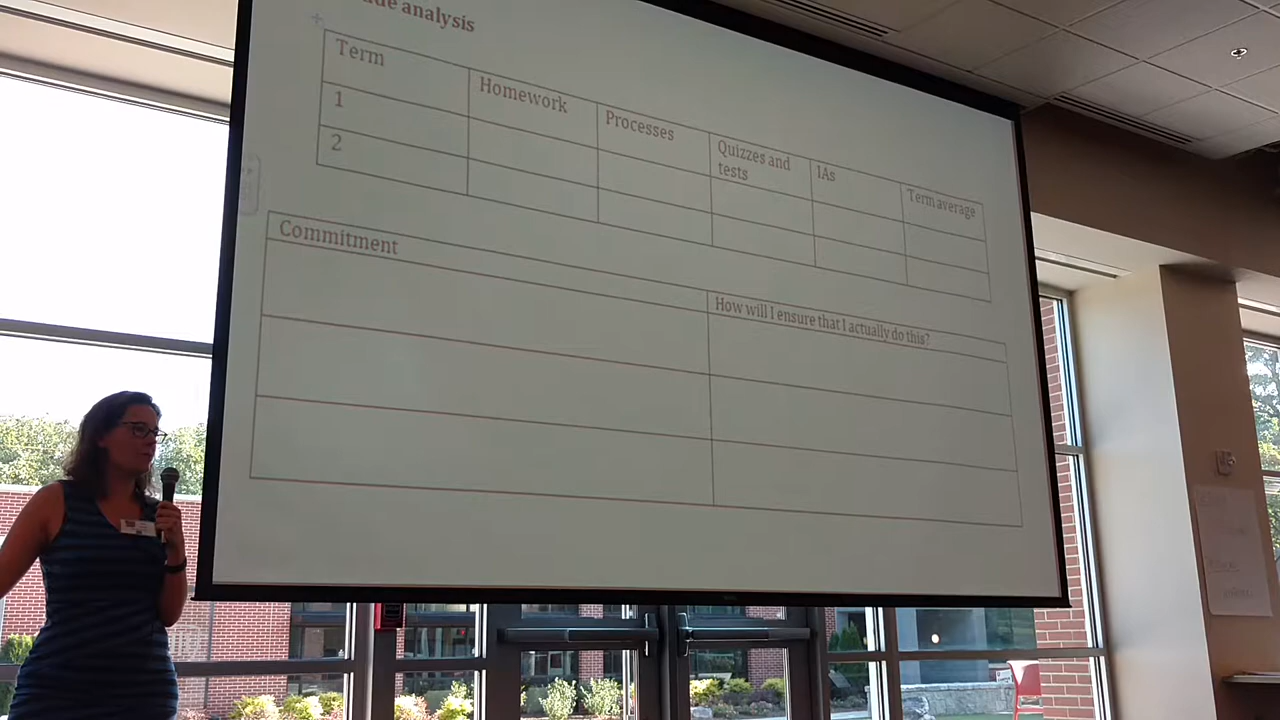 analysis
Term
Homework
Processes
Quizzes and
tests
IAs
Term average
1
2
Commitment
How will I ensure that I actually do this?